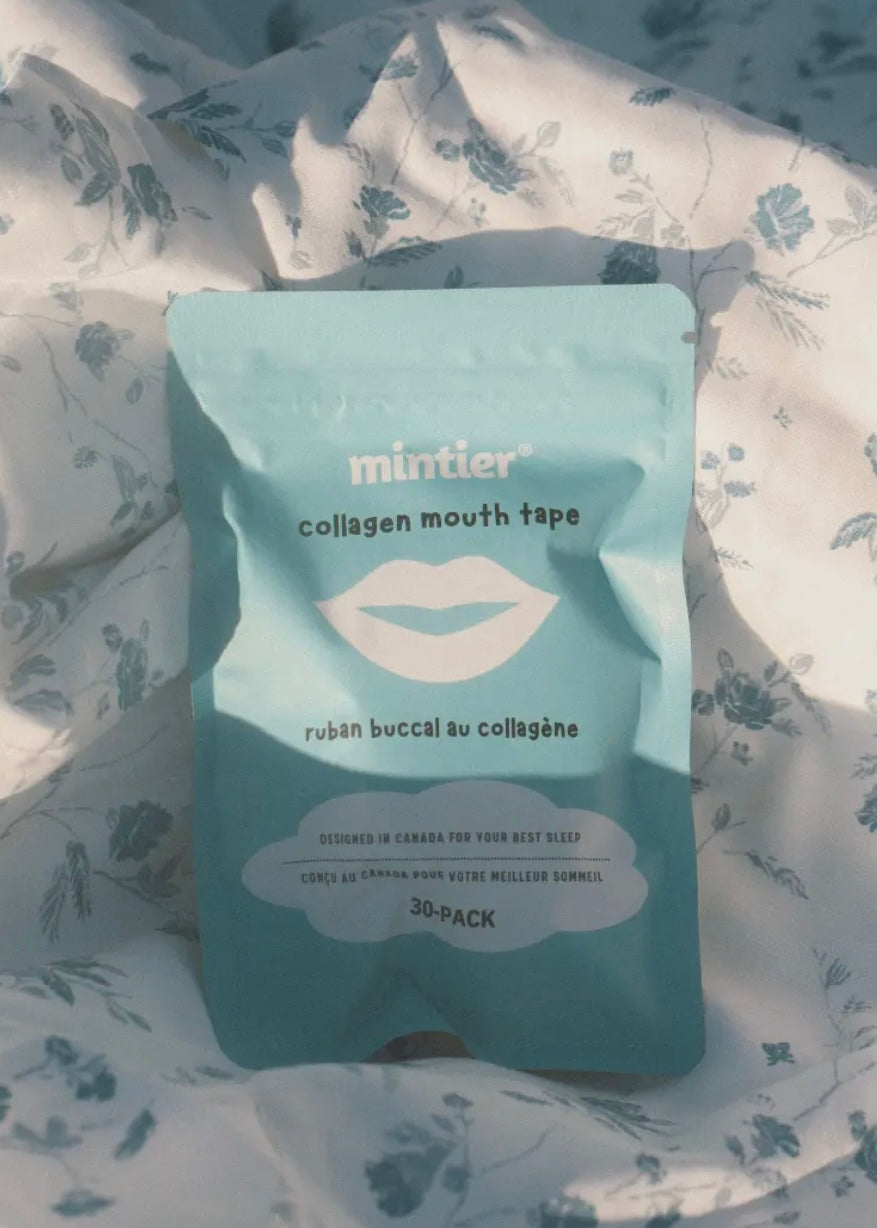 mintier®
collagen mouth tape
ruban buccal au collagène
DESIGNED IN CANADA FOR YOUR BEST SLEEP
CONÇU AU CANADA POUR VOTRE MEILLEUR SOMMEIL
30-PACK